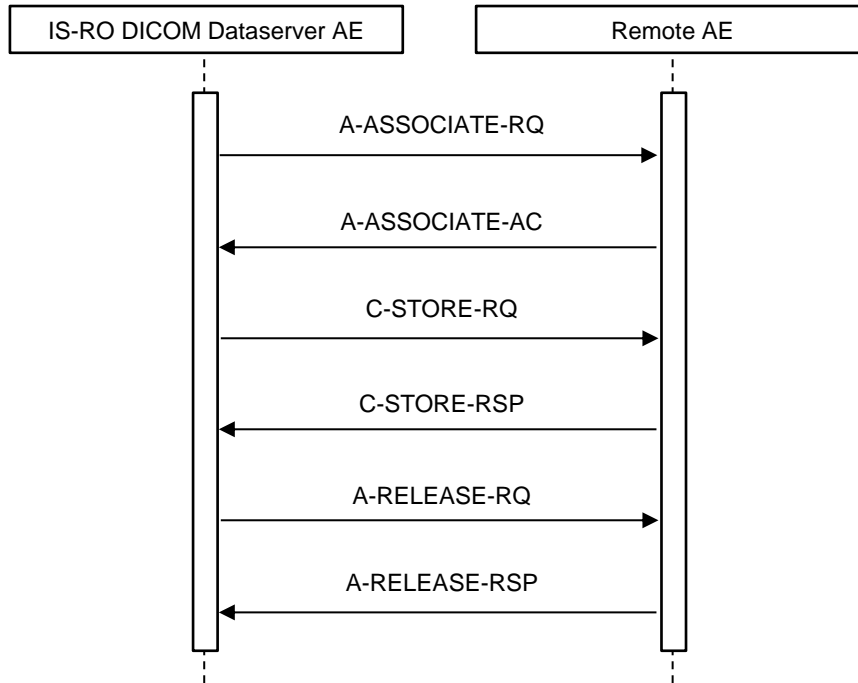 IS-RO DICOM Dataserver AE
Remote AE
A-ASSOCIATE-RQ
A-ASSOCIATE-AC
C-STORE-RQ
C-STORE-RSP
A-RELEASE-RQ
A-RELEASE-RSP